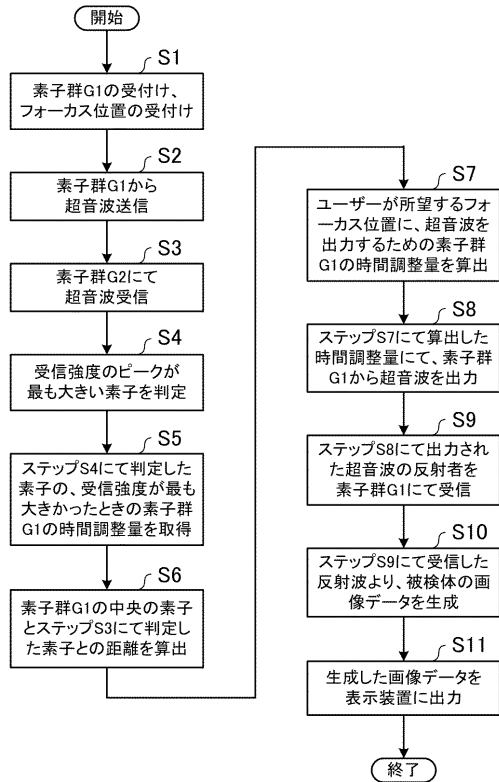 開始
S1
素子群G1の受付け、
フォーカス位置の受付け
S2
素子群G1から
超音波送信
S3
素子群G2にて
超音波受信
S4
受信強度のピークが
最も大きい素子を判定
S5
ステップS4にて判定した
素子の、受信強度が最も
大きかったときの素子群
G1の時間調整量を取得
S6
素子群G1の中央の素子
とステップS3にて判定し
た素子との距離を算出
S7
ユーザーが所望するフォ
ーカス位置に、超音波を
出力するための素子群
G1の時間調整量を算出
S8
ステップS7にて算出した
時間調整量にて、素子群
G1から超音波を出力
S9
ステップS8にて出力され
た超音波の反射者を
素子群G1にて受信
S10
ステップS9にて受信した
反射波より、被検体の画
像データを生成
S11
生成した画像データを
表示装置に出力
終了